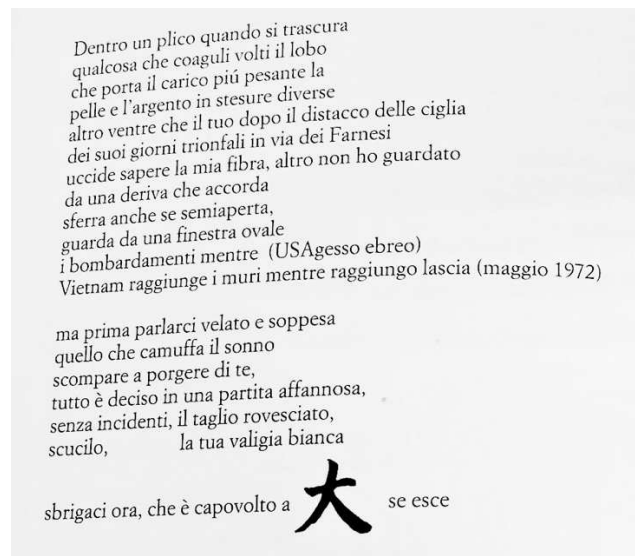 Dentro un plico quando si trascura
qualcosa che coaguli volti il lobo
che porta il carico piú pesante la
pelle e l'argento in stesure diverse
altro ventre che il tuo dopo il distacco delle ciglia
dei suoi giorni trionfali in via dei Farnesi
uccide sapere la mia fibra, altro non ho guardato
da una deriva che accorda
sferra anche se semiaperta,
guarda da una finestra ovale
i bombardamenti mentre (USAgesso ebreo)
Vietnam raggiunge i muri mentre raggiungo lascia (maggio 1972)
ma prima parlarci velato e soppesa
quello che camuffa il sonno
scompare a porgere di te,
tutto è deciso in una partita affannosa,
senza incidenti, il taglio rovesciato,
scucilo, la tua valigia bianca
sbrigaci ora, che è capovolto a 大 se esce